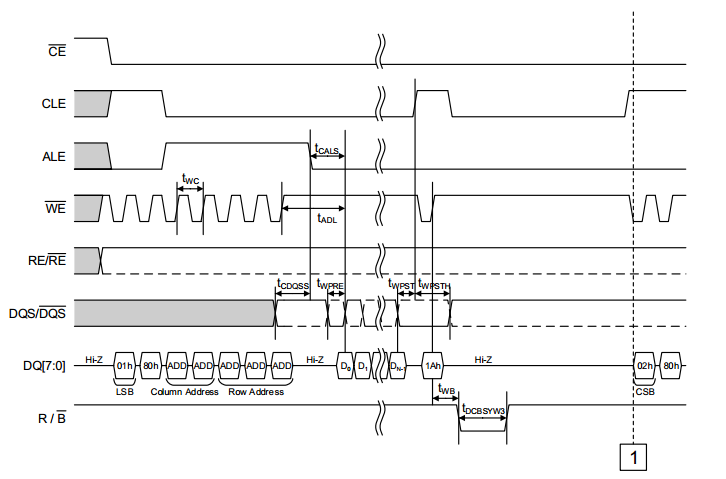 CE
CLE
ALE
tCALS
tWC
WE
tADL
RE/RE
tCDQSS tWPRE tWPST tWPSTH
DQS/DQS
DQ[7:0] Hi-Z 01h 80h ADD ADD ADD ADD ADD Hi-Z D0 D1 DN-1 1Ah Hi-Z 02h 80h
LSB Column Address Row Address CSB
tWB
R / B tDCBSYW3
1